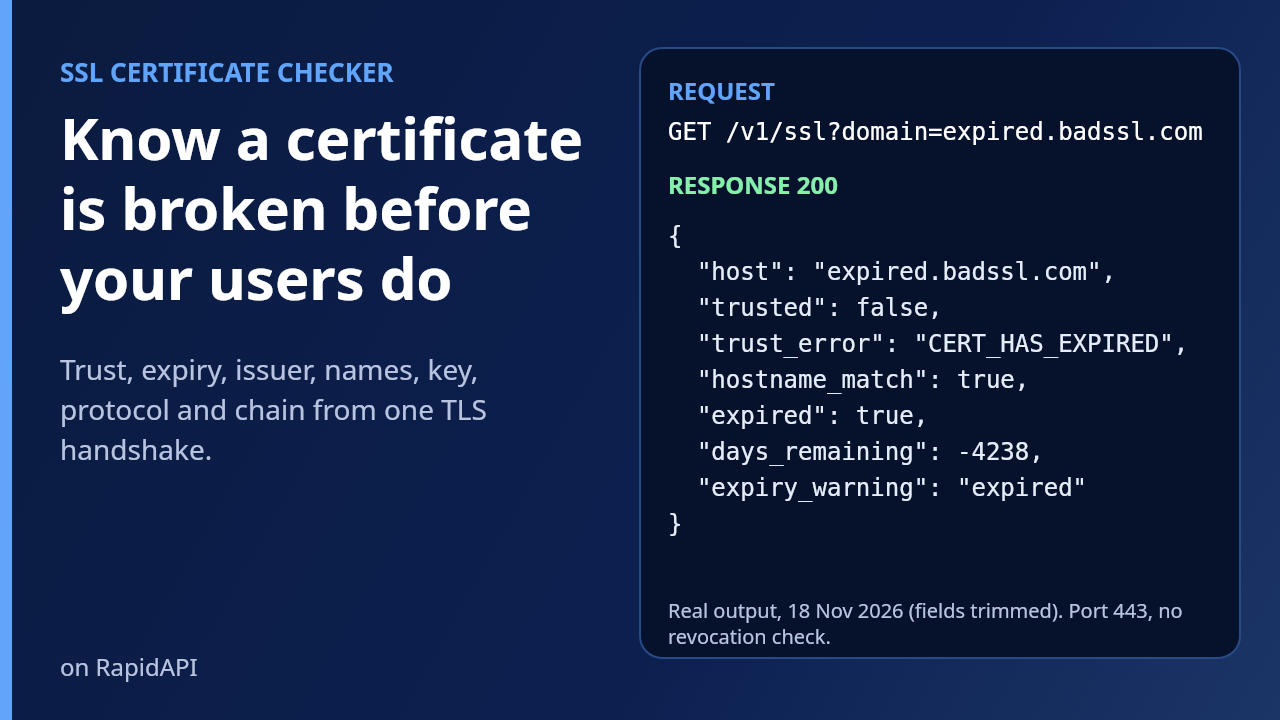 SSL CERTIFICATE CHECKER
Know a certificate
is broken before
your users do
Trust, expiry, issuer, names, key,
protocol and chain from one TLS
handshake.
on RapidAPI
REQUEST
GET /v1/ssl?domain=expired.badssl.com
RESPONSE 200
{
  "host": "expired.badssl.com",
  "trusted": false,
  "trust_error": "CERT_HAS_EXPIRED",
  "hostname_match": true,
  "expired": true,
  "days_remaining": -4238,
  "expiry_warning": "expired"
}
Real output, 18 Nov 2026 (fields trimmed). Port 443, no
revocation check.